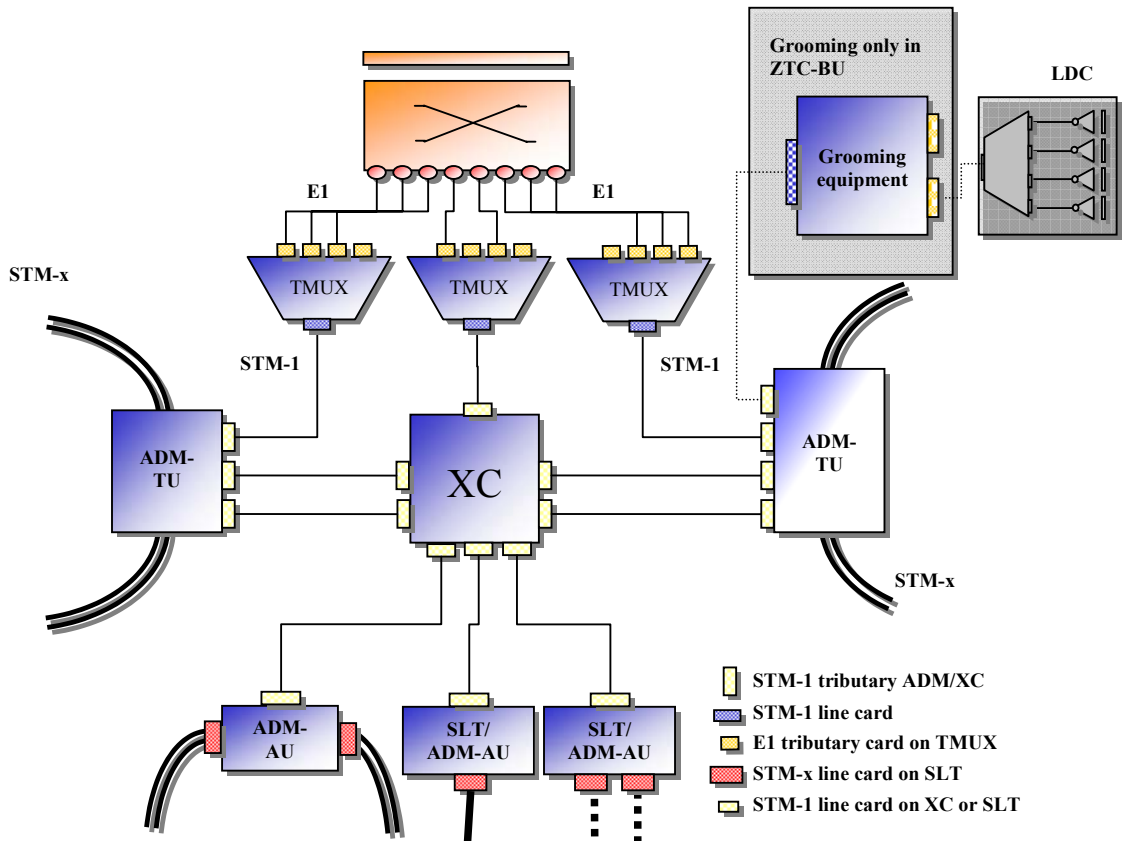 Grooming only in
ZTC-BU
LDC
Grooming
equipment
E1
E1
STM-x
TMUX
TMUX
TMUX
STM-1
STM-1
ADM-
TU
XC
ADM-
TU
STM-x
STM-1 tributary ADM/XC
STM-1 line card
E1 tributary card on TMUX
STM-x line card on SLT
STM-1 line card on XC or SLT
ADM-
AU
SLT/
ADM-AU
SLT/
ADM-AU